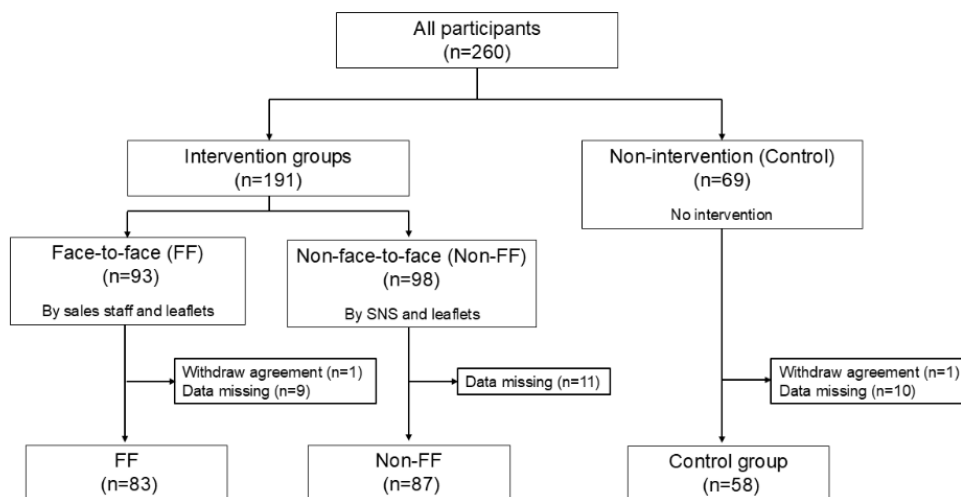 All participants
(n=260)
Intervention groups
(n=191)
Non-intervention (Control)
(n=69)
No intervention
Face-to-face (FF)
(n=93)
By sales staff and leaflets
Non-face-to-face (Non-FF)
(n=98)
By SNS and leaflets
Withdraw agreement (n=1)
Data missing (n=9)
Data missing (n=11)
Withdraw agreement (n=1)
Data missing (n=10)
FF
(n=83)
Non-FF
(n=87)
Control group
(n=58)